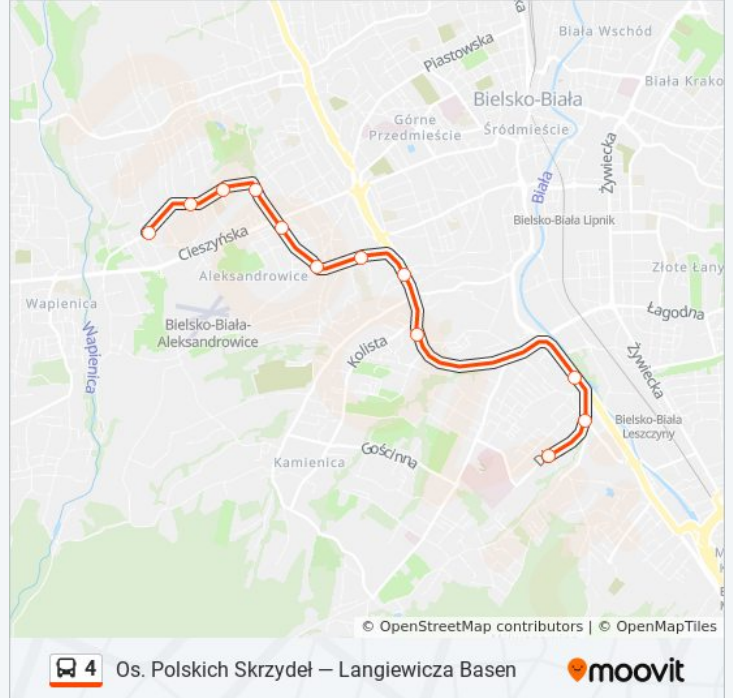 Biała Wschód
Piastowska
Biała Krako
Bielsko-Biała
Górne
Przedmieście
Śródmieście
Żywiecka
Biała
Bielsko-Biała Lipnik
Cieszyńska
Aleksandrowice
Złote Łany
Wapienica
Łagodna
Bielsko-Biała-
Aleksandrowice
Wapienica
Kolista
Żywiecka
Bielsko-Biała
Leszczyny
Gościnna
Kamienica
© OpenStreetMap contributors | © OpenMapTiles
4 Os. Polskich Skrzydeł — Langiewicza Basen moovit